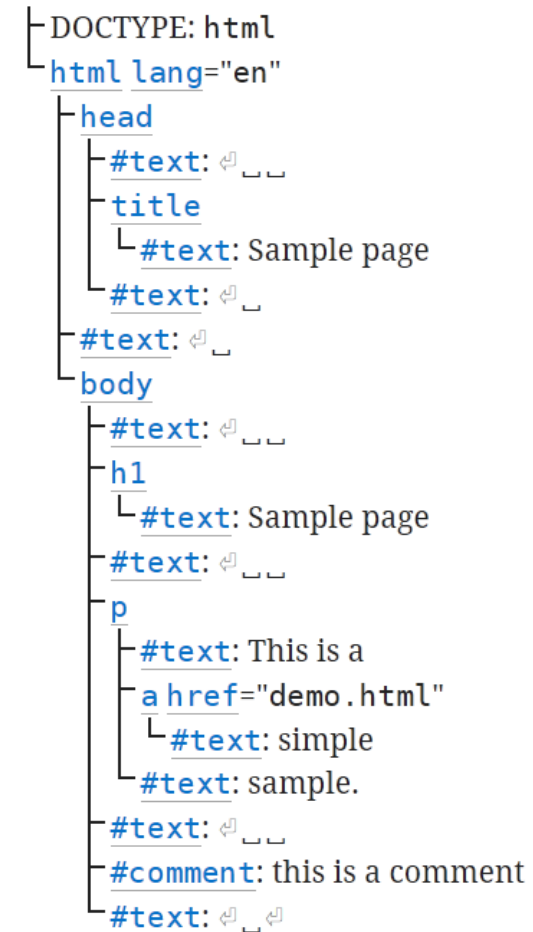 DOCTYPE: html
html lang="en"
head
#text: ⏎␣␣
title
#text: Sample page
#text: ⏎␣
#text: ⏎␣
body
#text: ⏎␣␣
h1
#text: Sample page
#text: ⏎␣␣
p
#text: This is a
a href="demo.html"
#text: simple
#text: sample.
#text: ⏎␣␣
#comment: this is a comment
#text: ⏎␣⏎